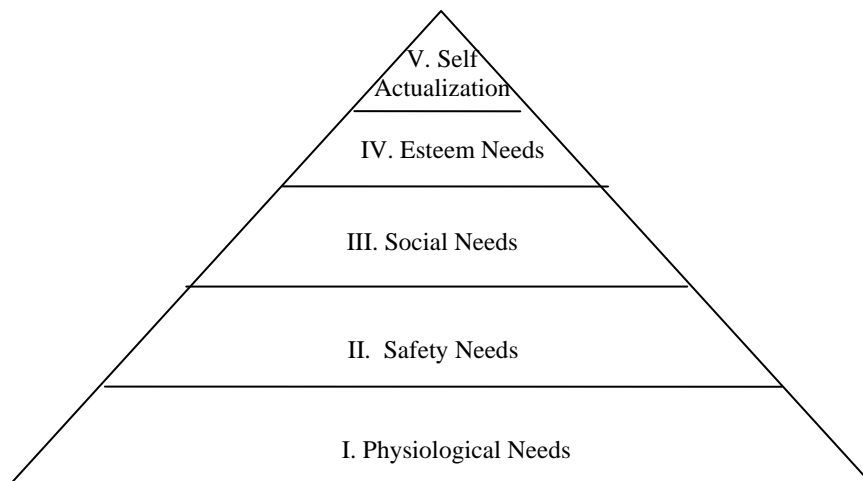 V. Self
Actualization
IV. Esteem Needs
III. Social Needs
II. Safety Needs
I. Physiological Needs